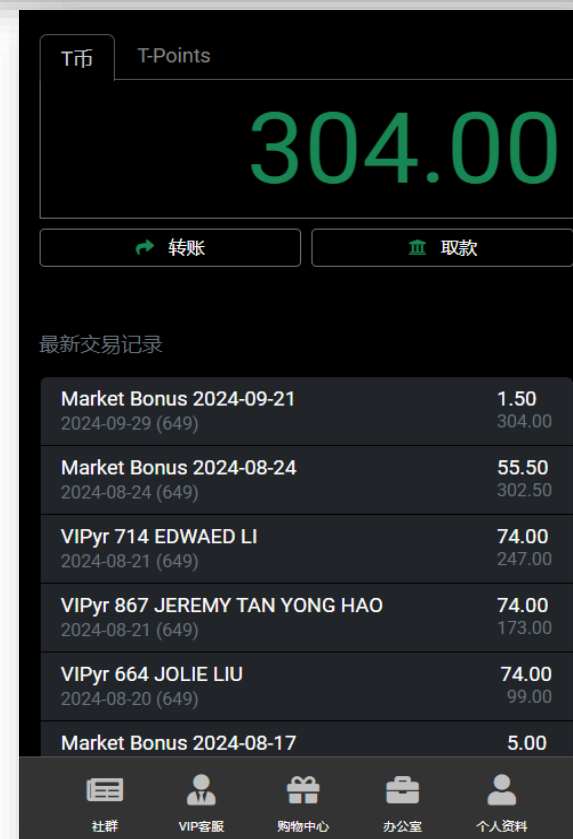 T币 T-Points
304.00
转账 取款
最新交易记录
Market Bonus 2024-09-21 1.50
2024-09-29 (649) 304.00
Market Bonus 2024-08-24 55.50
2024-08-24 (649) 302.50
VIPyr 714 EDWAED LI 74.00
2024-08-21 (649) 247.00
VIPyr 867 JEREMY TAN YONG HAO 74.00
2024-08-21 (649) 173.00
VIPyr 664 JOLIE LIU 74.00
2024-08-20 (649) 99.00
Market Bonus 2024-08-17 5.00
社群 VIP客服 购物中心 办公室 个人资料